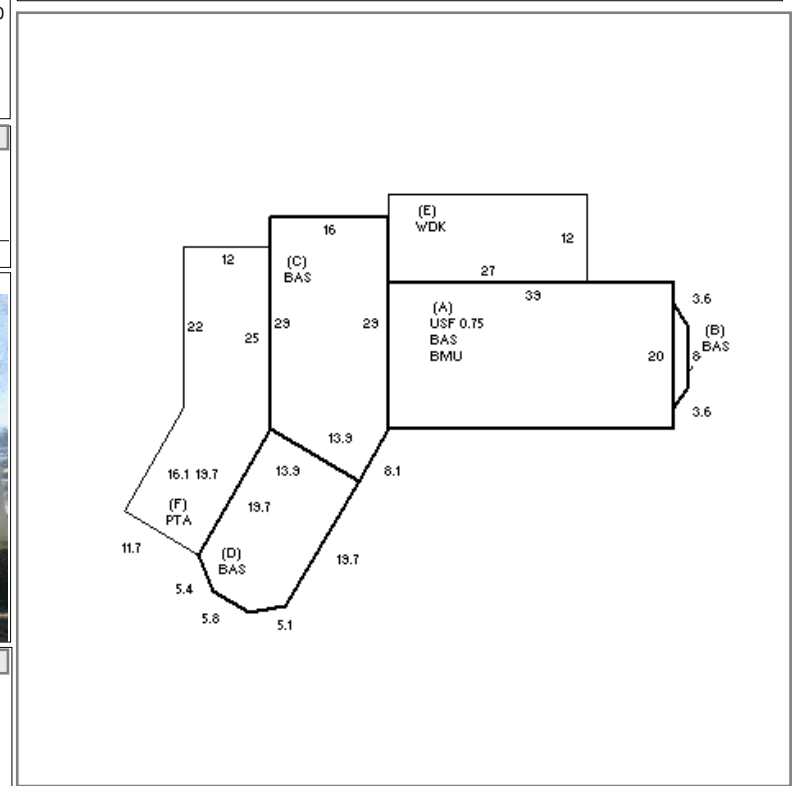 (E)
WDK
16
12
12
(C)
BAS
27
39
3.6
(A)
USF 0.75
BAS
BMU
22
25
29
29
20
8
(B)
BAS
3.6
13.9
13.9
8.1
16.1 19.7
(F)
PTA
19.7
11.7
(D)
BAS
19.7
5.4
5.8
5.1